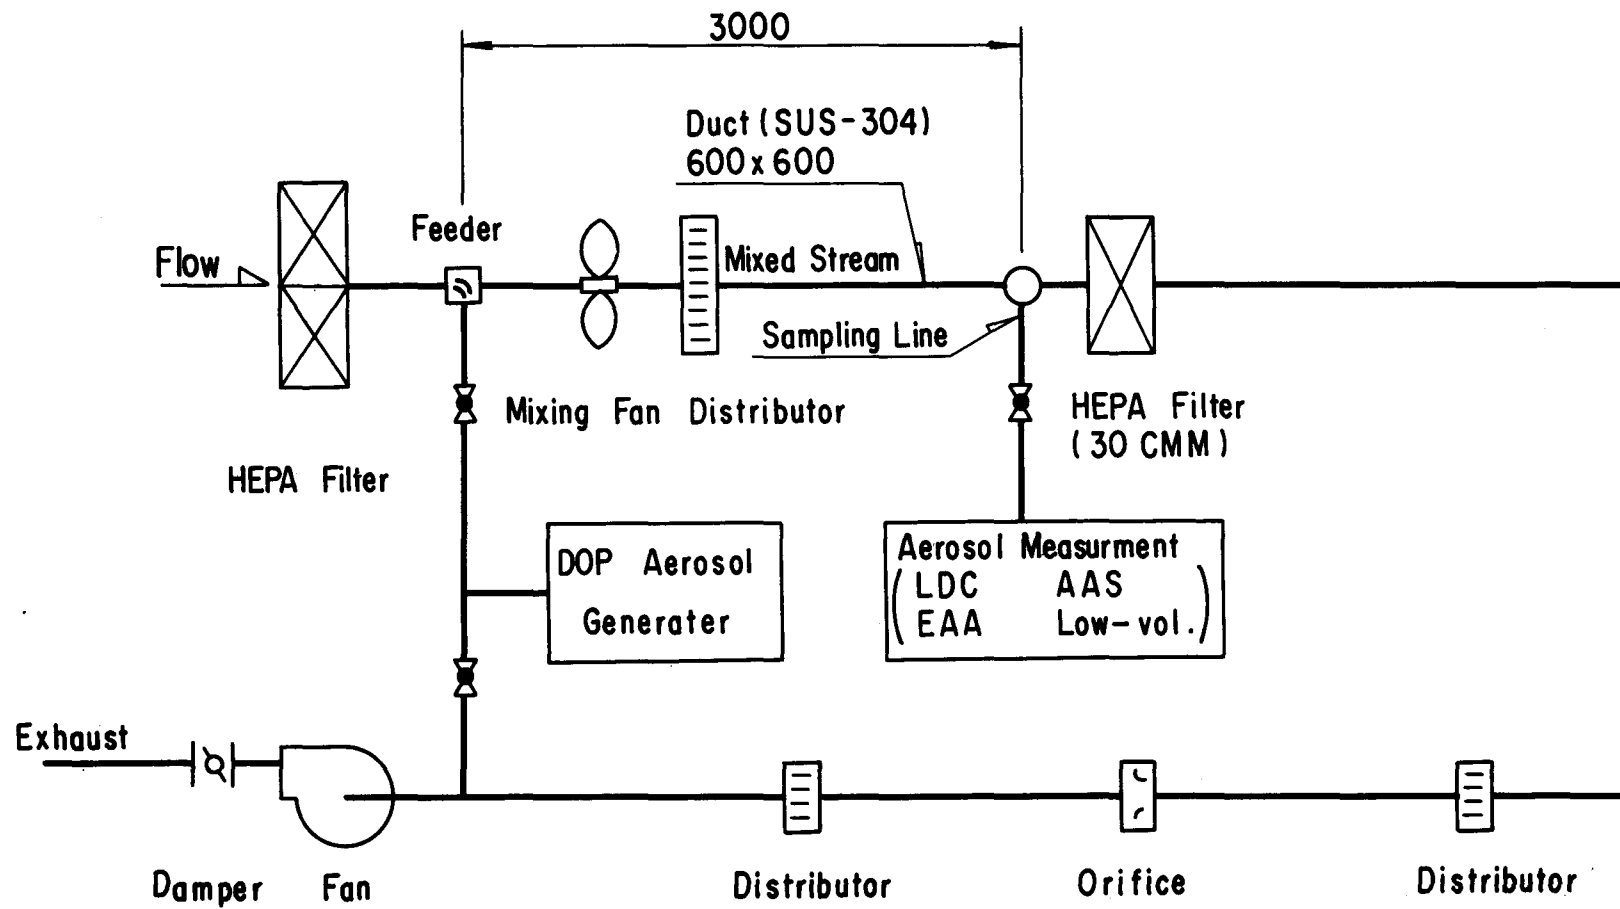 3000
Duct (SUS-304)
600 x 600
Feeder
Flow
Mixed Stream
Sampling Line
Mixing Fan Distributor
HEPA Filter
(30 CMM)
HEPA Filter
DOP Aerosol
Generater
Aerosol Measurment
(LDC AAS
EAA Low-vol.)
Exhaust
Damper Fan Distributor Orifice Distributor